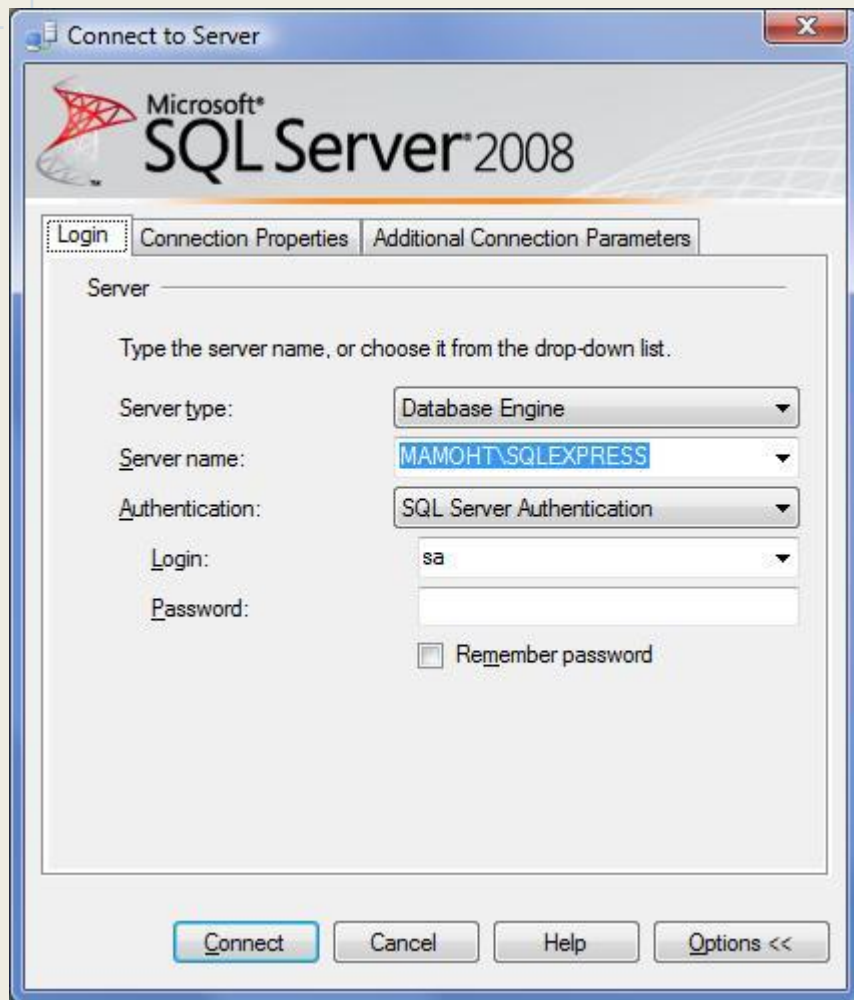 Connect to Server
Microsoft®
SQL Server® 2008
™
Login Connection Properties Additional Connection Parameters
Server
Type the server name, or choose it from the drop-down list.
Server type: Database Engine
Server name: MAMOHT\SQLEXPRESS
Authentication: SQL Server Authentication
Login: sa
Password:
Remember password
Connect Cancel Help Options <<